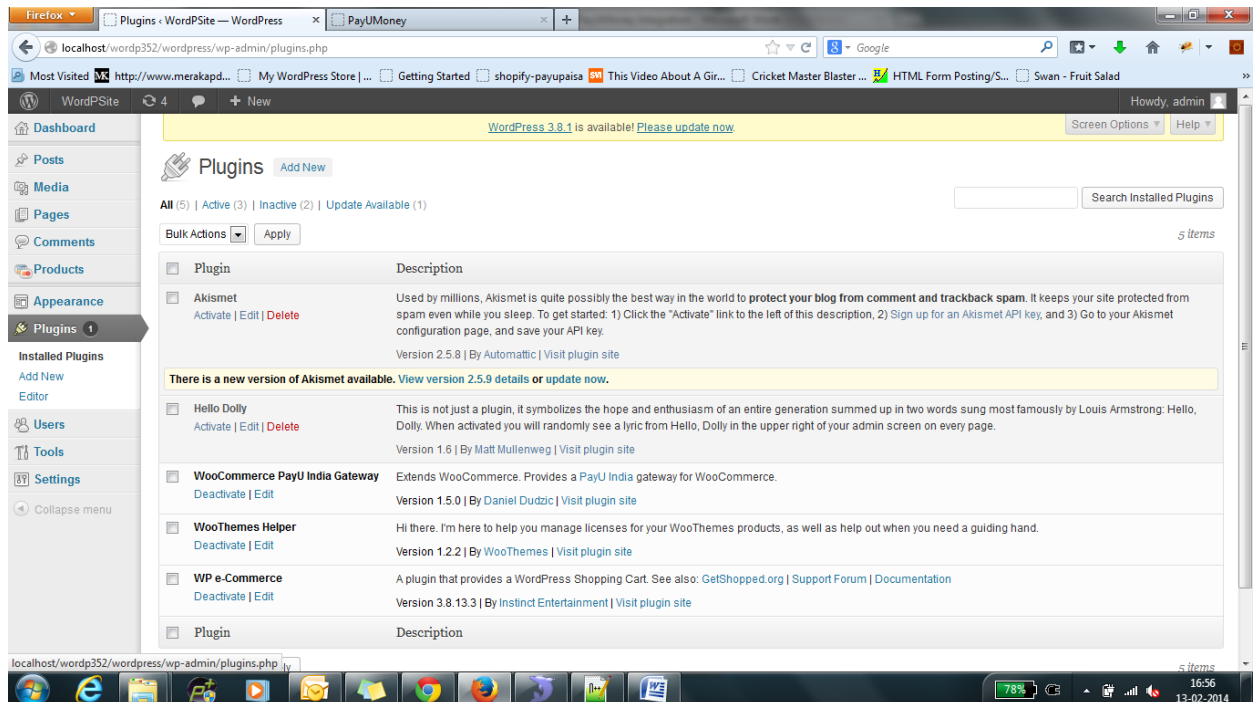 Firefox
Plugins ‹ WordPSite — WordPress
PayUMoney
localhost/wordp352/wordpress/wp-admin/plugins.php
Google
Most Visited http://www.merakapd... My WordPress Store | ... Getting Started shopify-payupaisa This Video About A Gir... Cricket Master Blaster ... HTML Form Posting/S... Swan - Fruit Salad
WordPSite 4 + New Howdy, admin
Dashboard
Posts
Media
Pages
Comments
Products
Appearance
Plugins 1
Installed Plugins
Add New
Editor
Users
Tools
Settings
Collapse menu
WordPress 3.8.1 is available! Please update now.
Screen Options Help
Plugins Add New
All (5) | Active (3) | Inactive (2) | Update Available (1)
Search Installed Plugins
Bulk Actions Apply 5 items
Plugin Description
Akismet
Activate | Edit | Delete
Used by millions, Akismet is quite possibly the best way in the world to protect your blog from comment and trackback spam. It keeps your site protected from
spam even while you sleep. To get started: 1) Click the "Activate" link to the left of this description, 2) Sign up for an Akismet API key, and 3) Go to your Akismet
configuration page, and save your API key.
Version 2.5.8 | By Automattic | Visit plugin site
There is a new version of Akismet available. View version 2.5.9 details or update now.
Hello Dolly
Activate | Edit | Delete
This is not just a plugin, it symbolizes the hope and enthusiasm of an entire generation summed up in two words sung most famously by Louis Armstrong: Hello,
Dolly. When activated you will randomly see a lyric from Hello, Dolly in the upper right of your admin screen on every page.
Version 1.6 | By Matt Mullenweg | Visit plugin site
WooCommerce PayU India Gateway
Deactivate | Edit
Extends WooCommerce. Provides a PayU India gateway for WooCommerce.
Version 1.5.0 | By Daniel Dudzic | Visit plugin site
WooThemes Helper
Deactivate | Edit
Hi there. I'm here to help you manage licenses for your WooThemes products, as well as help out when you need a guiding hand.
Version 1.2.2 | By WooThemes | Visit plugin site
WP e-Commerce
Deactivate | Edit
A plugin that provides a WordPress Shopping Cart. See also: GetShopped.org | Support Forum | Documentation
Version 3.8.13.3 | By Instinct Entertainment | Visit plugin site
Plugin Description
localhost/wordp352/wordpress/wp-admin/plugins.php
5 items
78%
16:56
13-02-2014